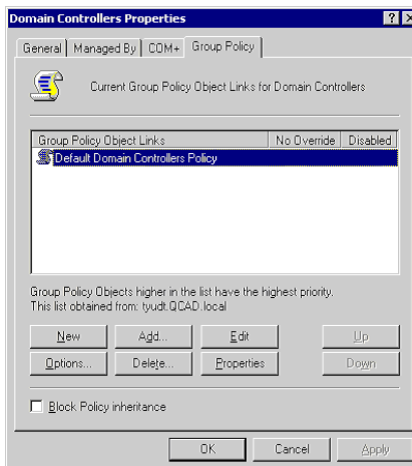 Domain Controllers Properties
General Managed By COM+ Group Policy
Current Group Policy Object Links for Domain Controllers
Group Policy Object Links No Override Disabled
Default Domain Controllers Policy
Group Policy Objects higher in the list have the highest priority.
This list obtained from: tyudt.QCAD.local
New Add... Edit Up
Options... Delete... Properties Down
Block Policy inheritance
OK Cancel Apply